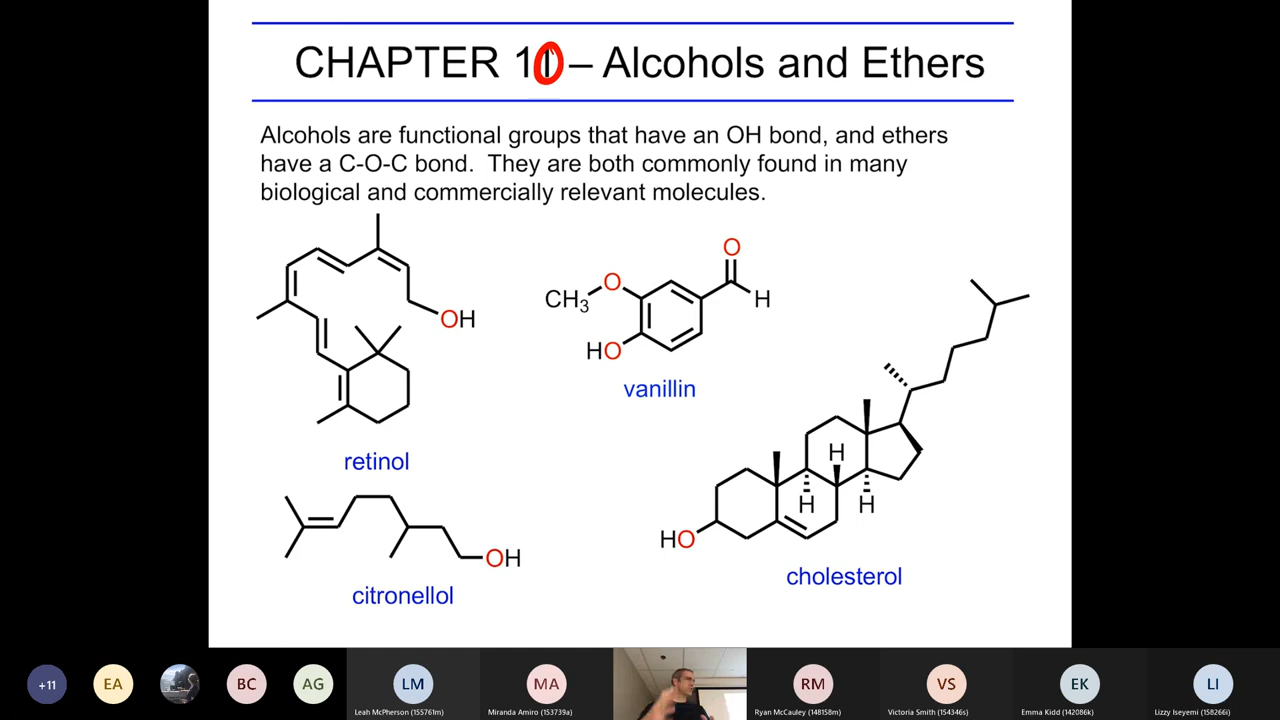 CHAPTER 10 – Alcohols and Ethers
Alcohols are functional groups that have an OH bond, and ethers
have a C-O-C bond. They are both commonly found in many
biological and commercially relevant molecules.
OH
retinol
O
O
CH3
H
HO
vanillin
OH
citronellol
H
H
H
HO
cholesterol
+11
EA
BC
AG
LM
MA
RM
VS
EK
LI
Leah McPherson (155761m)
Miranda Amiro (153739a)
Ryan McCauley (148158m)
Victoria Smith (154346s)
Emma Kidd (142086k)
Lizzy Iseyemi (158266i)